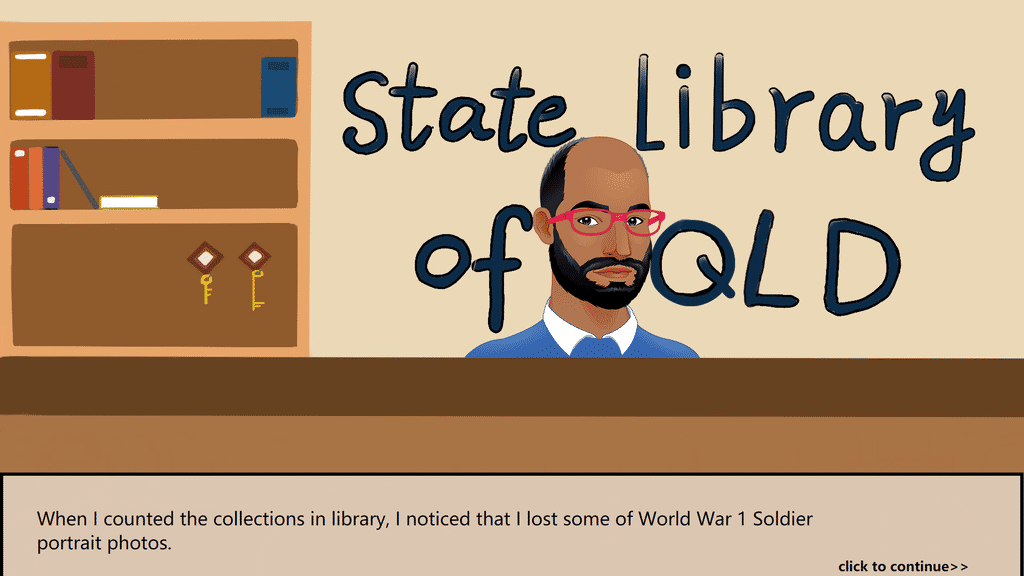 State Library
of QLD
When I counted the collections in library, I noticed that I lost some of World War 1 Soldier
portrait photos.
click to continue>>